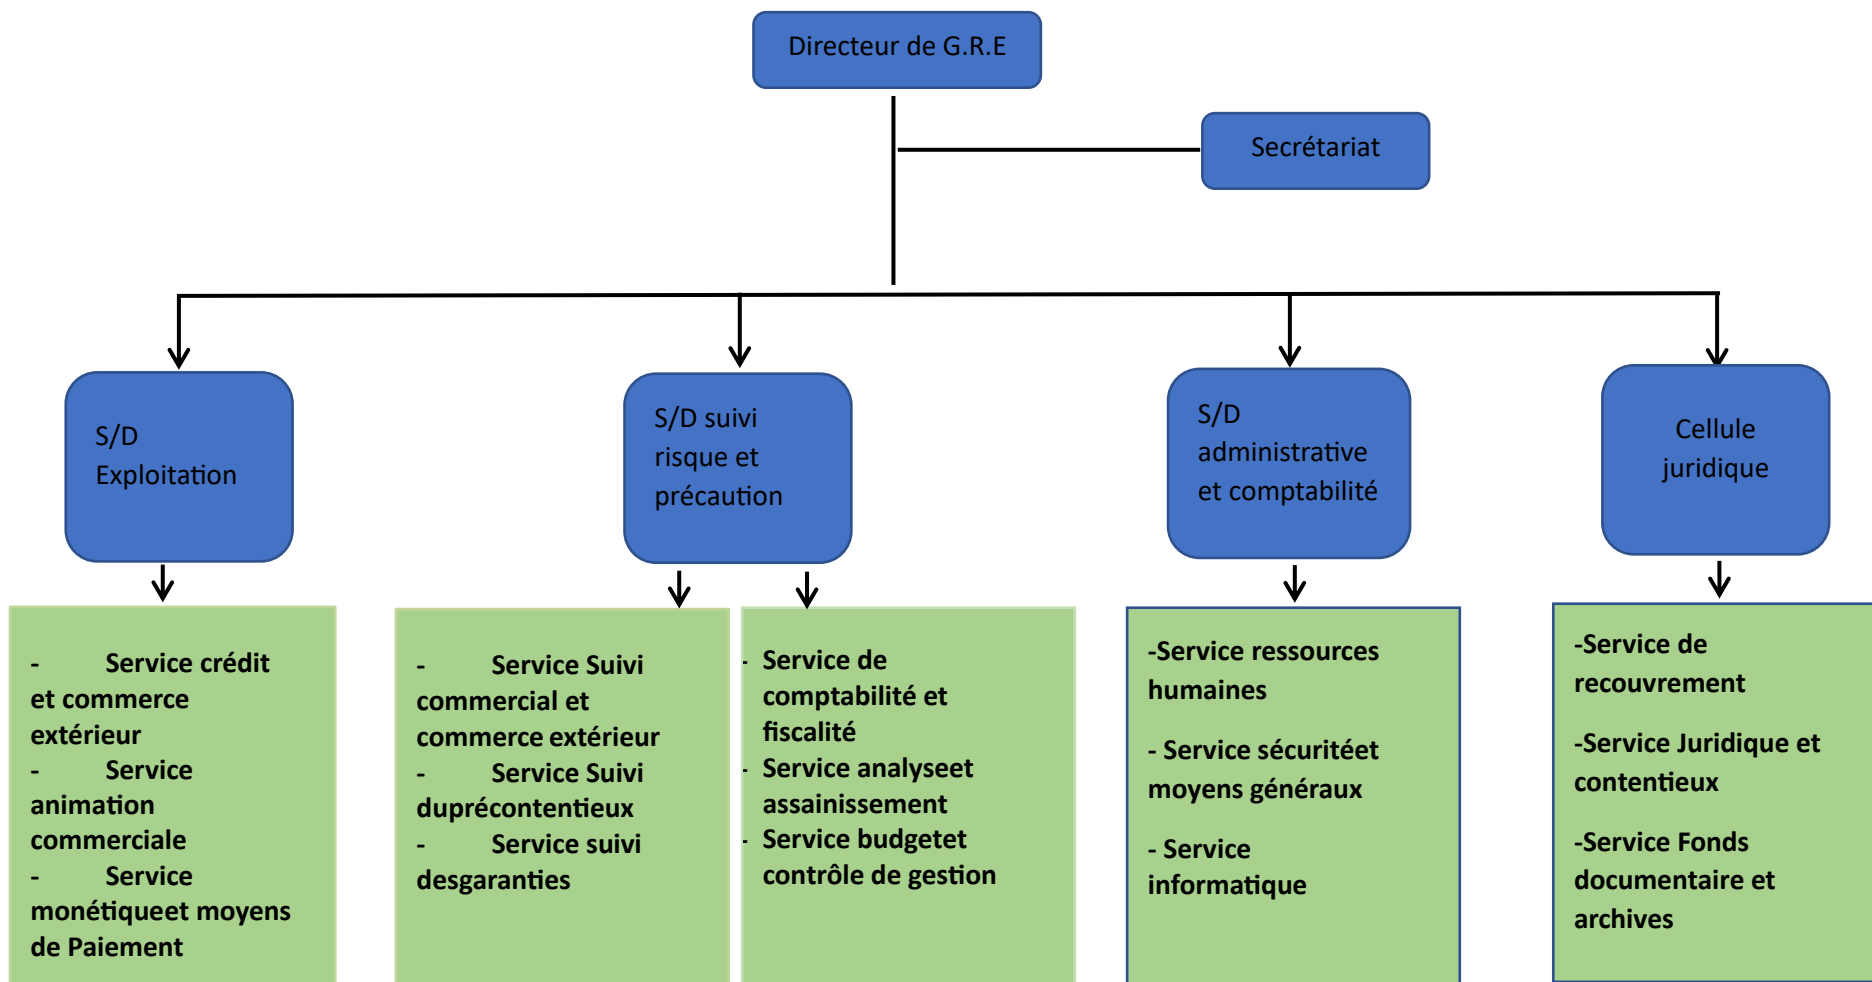 Directeur de G.R.E
Secrétariat
S/D
Exploitation
S/D suivi
risque et
précaution
S/D
administrative
et comptabilité
Cellule
juridique
- Service crédit
et commerce
extérieur
- Service
animation
commerciale
- Service
monétiqueet moyens
de Paiement
- Service Suivi
commercial et
commerce extérieur
- Service Suivi
duprécontentieux
- Service suivi
desgaranties
- Service de
comptabilité et
fiscalité
- Service analyseet
assainissement
- Service budgetet
contrôle de gestion
-Service ressources
humaines
- Service sécuritéet
moyens généraux
- Service
informatique
-Service de
recouvrement
-Service Juridique et
contentieux
-Service Fonds
documentaire et
archives